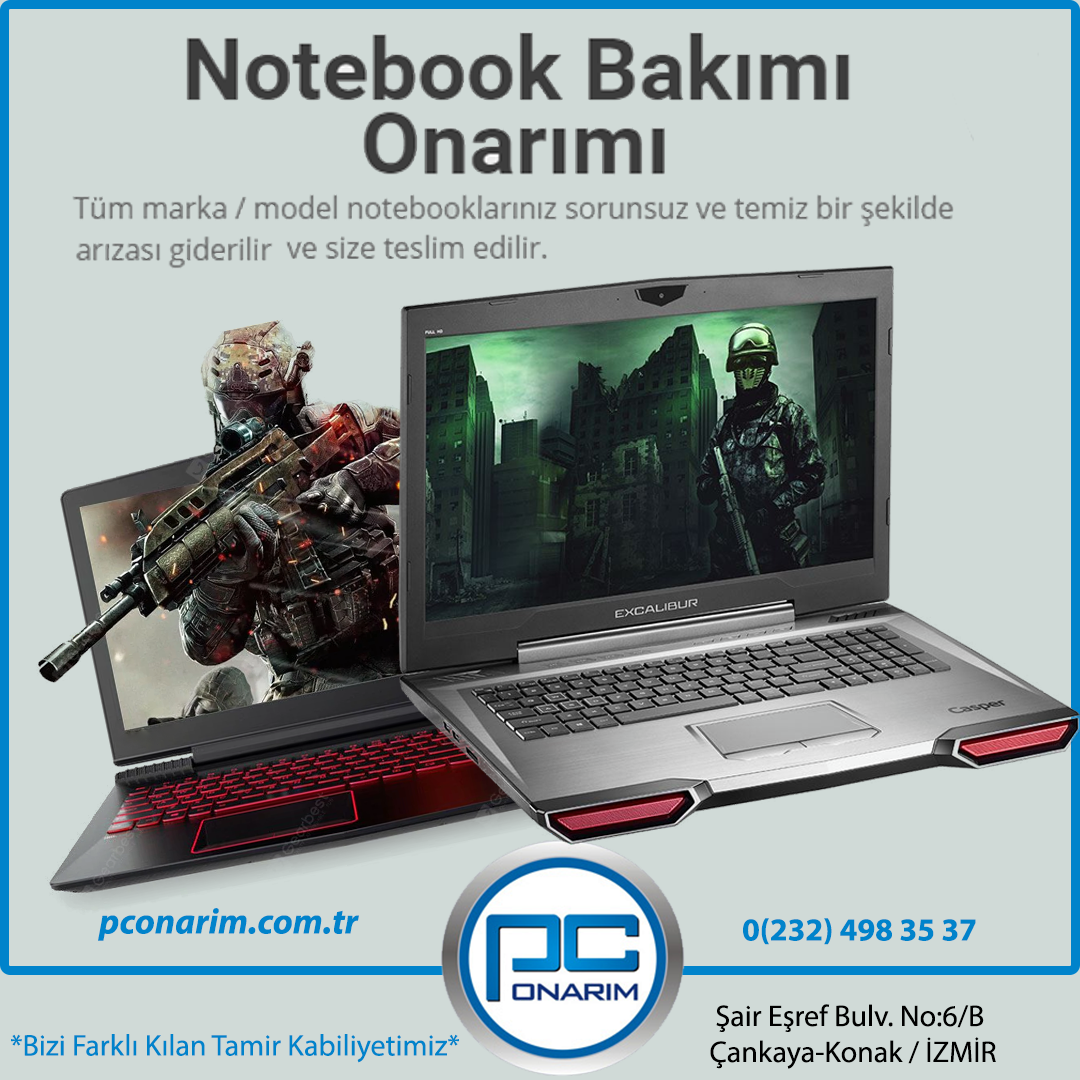 Notebook Bakımı
Onarımı
Tüm marka / model notebooklarınız sorunsuz ve temiz bir şekilde
arızası giderilir ve size teslim edilir.
FULL HD
EXCALIBUR
Casper
pconarim.com.tr
0(232) 498 35 37
PC
ONARIM
*Bizi Farklı Kılan Tamir Kabiliyetimiz*
Şair Eşref Bulv. No:6/B
Çankaya-Konak / İZMİR